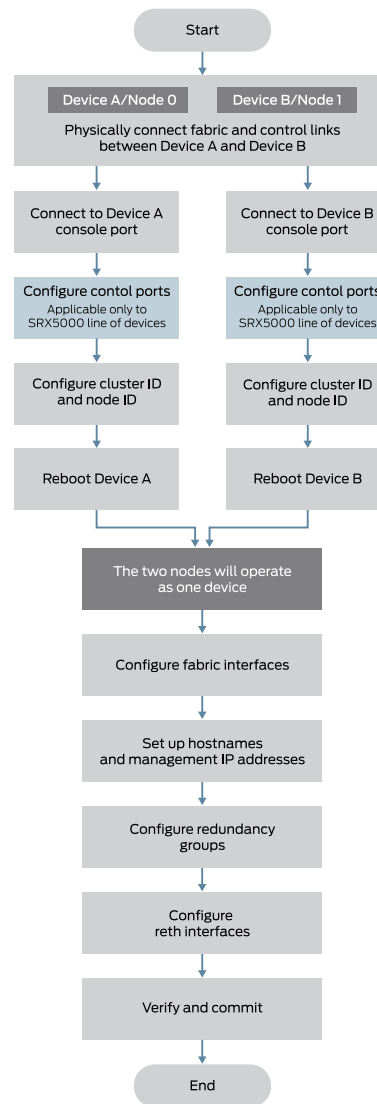 Start
Device A/Node 0
Device B/Node 1
Physically connect fabric and control links
between Device A and Device B
Connect to Device A
console port
Connect to Device B
console port
Configure contol ports
Applicable only to
SRX5000 line of devices
Configure contol ports
Applicable only to
SRX5000 line of devices
Configure cluster ID
and node ID
Configure cluster ID
and node ID
Reboot Device A
Reboot Device B
The two nodes will operate
as one device
Configure fabric interfaces
Set up hostnames
and management IP addresses
Configure redundancy
groups
Configure
reth interfaces
Verify and commit
End